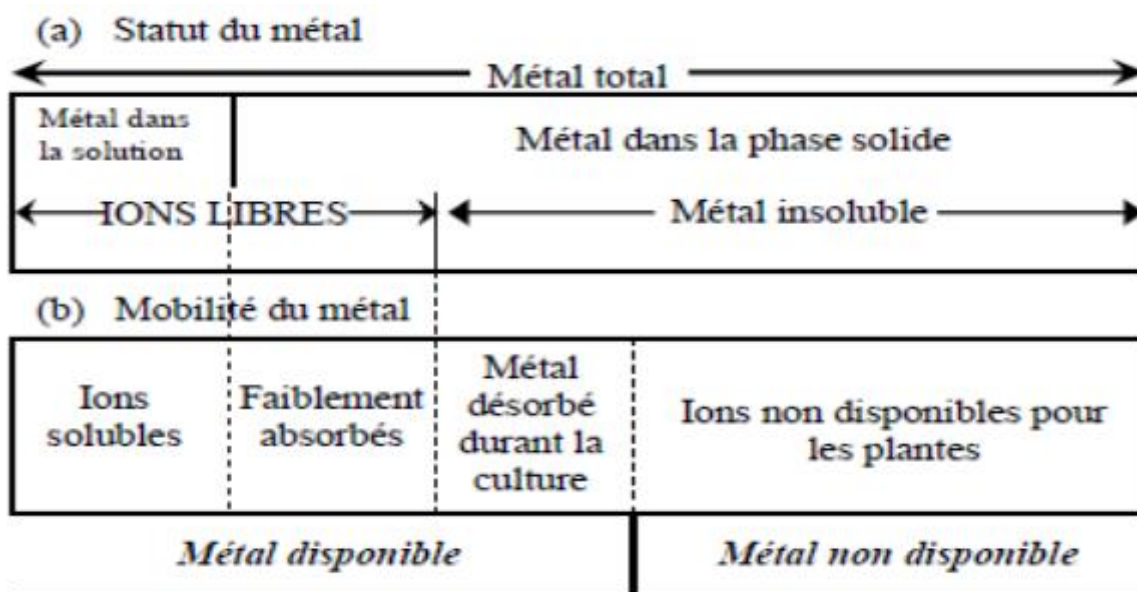 (a) Statut du métal
Métal total
Métal dans
la solution
Métal dans la phase solide
IONS LIBRES
Métal insoluble
(b) Mobilité du métal
Ions
solubles
Faiblement
absorbés
Métal
désorbé
durant la
culture
Ions non disponibles pour
les plantes
Métal disponible
Métal non disponible